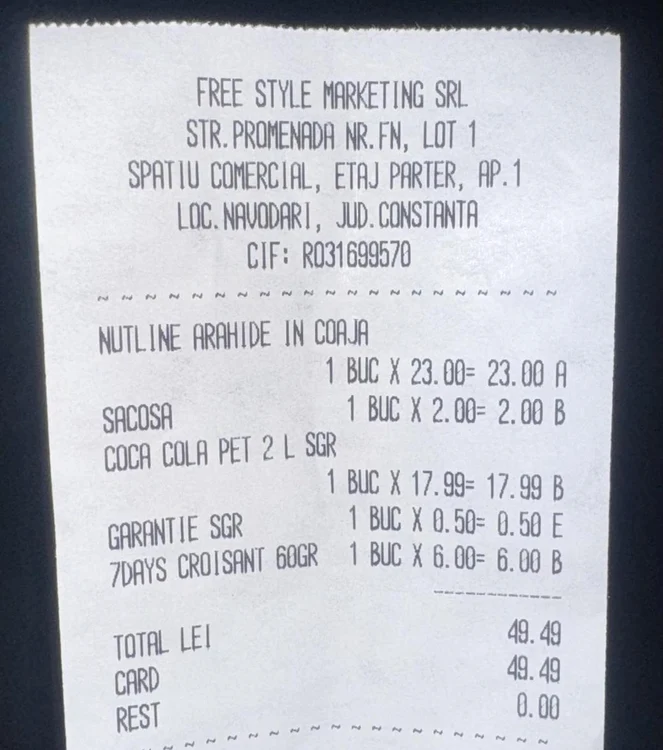 FREE STYLE MARKETING SRL
STR.PROMENADA NR.FN, LOT 1
SPATIU COMERCIAL, ETAJ PARTER, AP.1
LOC.NAVODARI, JUD.CONSTANTA
CIF: RO31699570
~ ~ ~ ~ ~ ~ ~ ~ ~ ~ ~ ~ ~ ~ ~ ~ ~ ~ ~ ~
NUTLINE ARAHIDE IN COAJA
1 BUC X 23.00= 23.00 A
SACOSA 1 BUC X 2.00= 2.00 B
COCA COLA PET 2 L SGR
1 BUC X 17.99= 17.99 B
GARANTIE SGR 1 BUC X 0.50= 0.50 E
7DAYS CROISANT 60GR 1 BUC X 6.00= 6.00 B
------------
TOTAL LEI 49.49
CARD 49.49
REST 0.00
~ ~ ~ ~ ~ ~ ~ ~ ~ ~ ~ ~ ~ ~ ~ ~ ~ ~ ~ ~